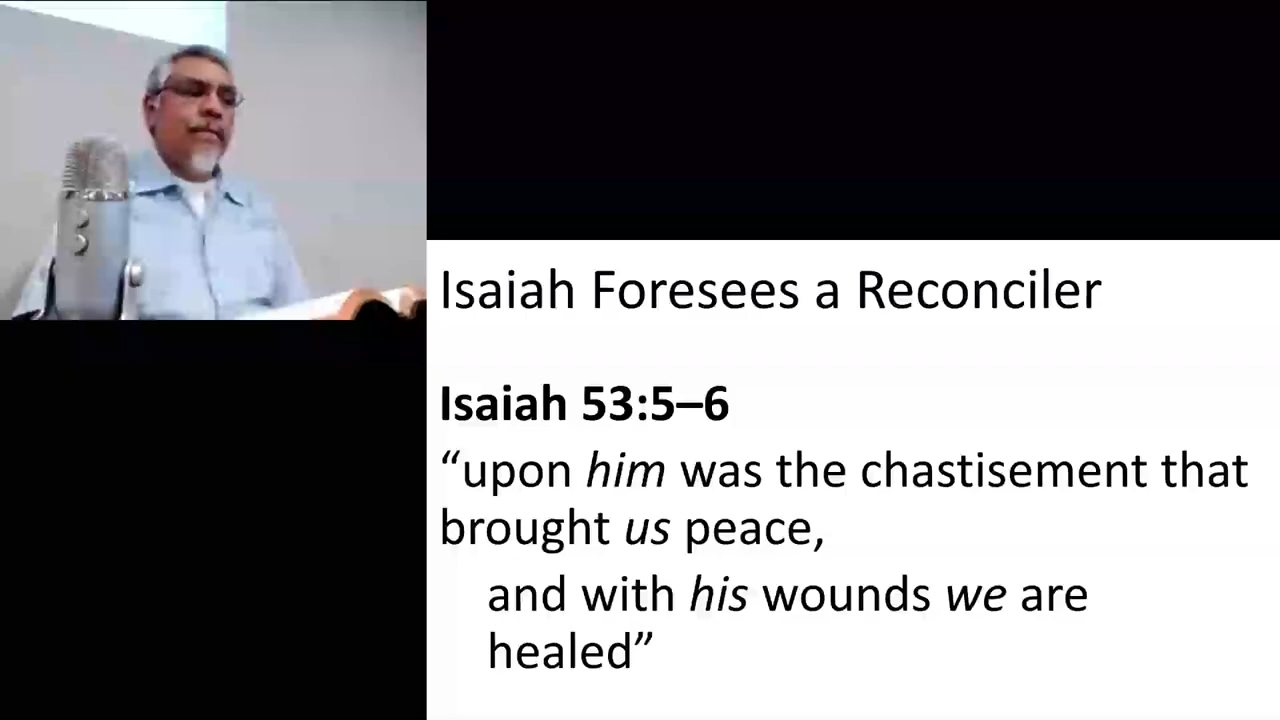 Isaiah Foresees a Reconciler
Isaiah 53:5–6
“upon him was the chastisement that
brought us peace,
and with his wounds we are
healed”